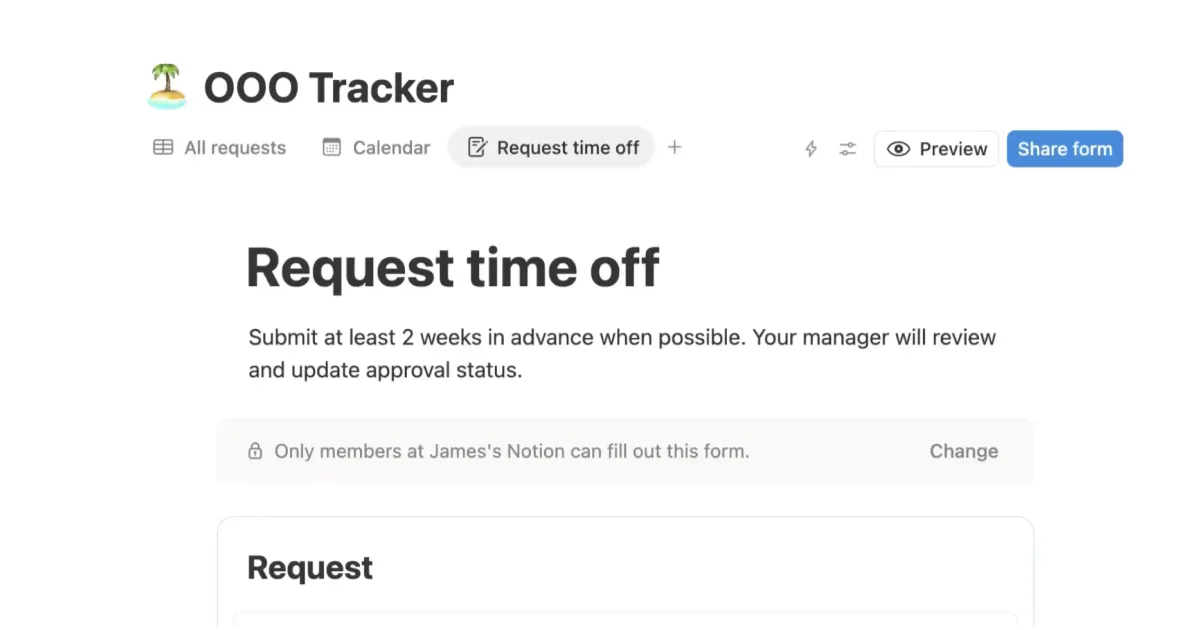 OOO Tracker
All requests
Calendar
Request time off
Preview
Share form
Request time off
Submit at least 2 weeks in advance when possible. Your manager will review
and update approval status.
Only members at James's Notion can fill out this form.
Change
Request